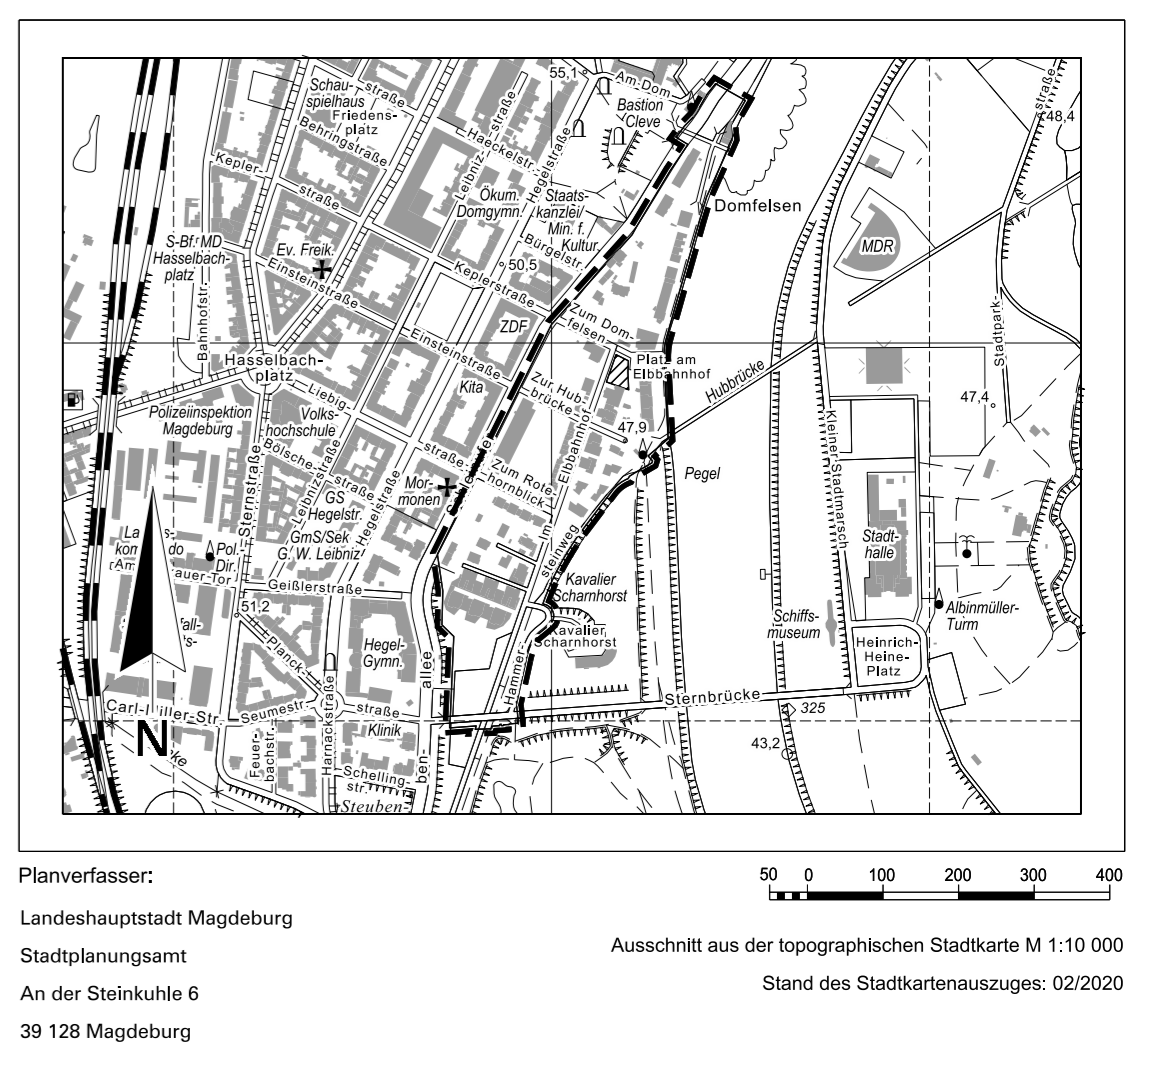 55,1
Am Dom
Bastion
Cleve
Schau-
spielhaus
straße
Friedens-
platz
Behringstraße
Haeckelstr.
Leibniz-
straße
Hegelstraße
straße
48,4
Kepler-
straße
Ökum.
Domgymn.
Staats-
kanzlei/
Min. f.
Kultur.
Domfelsen
MDR
S-Bf. MD
Hasselbach-
platz
Ev. Freik.
Einsteinstraße
Bürgelstr.
50,5
Keplerstraße
Bahnhofstr.
ZDF
Zum Dom-
felsen
Stadtpark-
Hasselbach-
platz
Einsteinstraße
Platz am
Elbbahnhof
Hubbrücke
Kita
Zur Hub-
brücke
Liebig-
straße
Polizeiinspektion
Magdeburg
Volks-
hochschule
47,4
47,9
Elbbahnhof
Im
Kleiner Stadtmarsch
Bölsche-
straße
Sternstraße
Leibnizstraße
Hegelstraße
Mor-
monen
Zum Rote-
hornblick
Pegel
GS
Hegelstr.
GmS/Sek
G. W. Leibniz
Pol.
Dir.
steinweg
Stadt-
halle
Geißlerstraße
Kavalier
Scharnhorst
51,2
Kavalier
Scharnhorst
Schiffs-
museum
Albinmüller-
Turm
Planck-
straße
Hegel-
Gymn.
allee
Hammer-
Heinrich-
Heine-
Platz
Sternbrücke
325
Carl-Miller-Str.
Seumestr.
Klinik
43,2
Feuer-
bachstr.
Harnackstraße
Schelling-
str.
ben-
Steuben-
N
Planverfasser:
50 0 100 200 300 400
Landeshauptstadt Magdeburg
Ausschnitt aus der topographischen Stadtkarte M 1:10 000
Stadtplanungsamt
Stand des Stadtkartenauszuges: 02/2020
An der Steinkuhle 6
39 128 Magdeburg